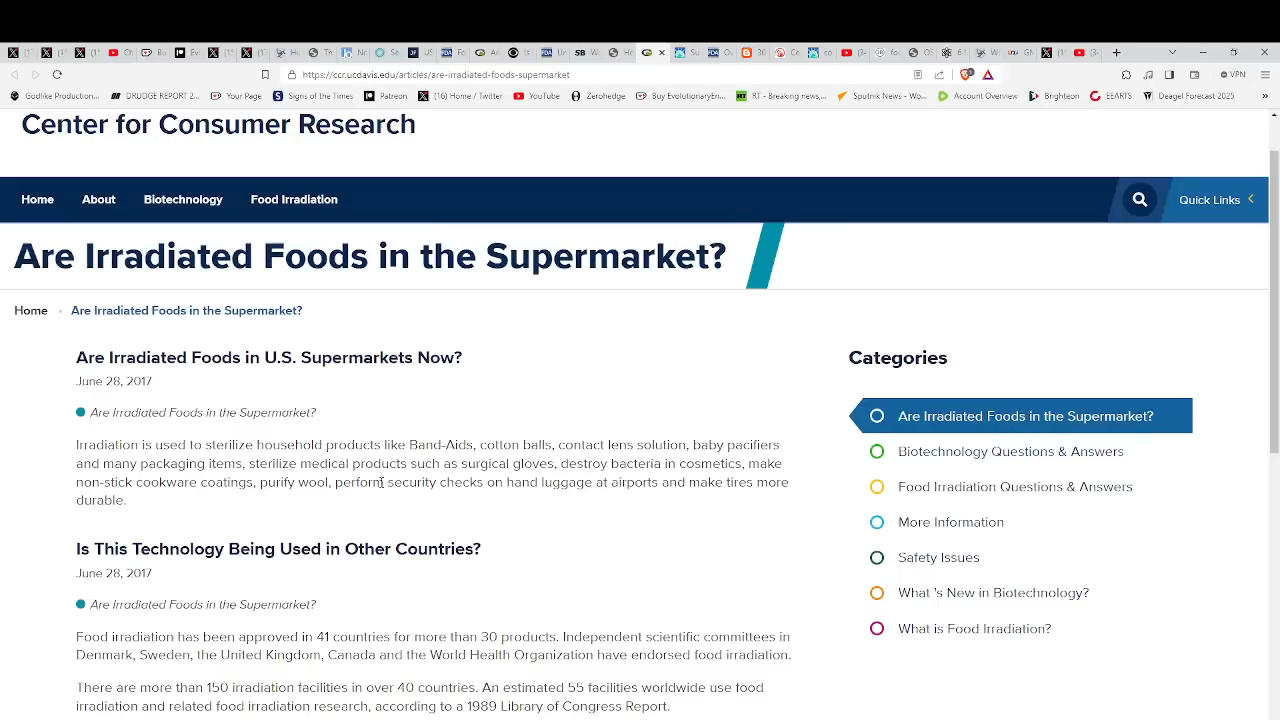 https://ccr.ucdavis.edu/articles/are-irradiated-foods-supermarket
VPN
Godlike Production... DRUDGE REPORT 2... Your Page Signs of the Times Patreon [16] Home / Twitter YouTube Zerohedge Buy EvolutionaryEn... RT - Breaking news,... Sputnik News - Wo... Account Overview Brighteon EEARTS Deagel Forecast 2025 »
Center for Consumer Research
Home About Biotechnology Food Irradiation Quick Links
Are Irradiated Foods in the Supermarket?
Home Are Irradiated Foods in the Supermarket?
Are Irradiated Foods in U.S. Supermarkets Now?
June 28, 2017
Are Irradiated Foods in the Supermarket?
Irradiation is used to sterilize household products like Band-Aids, cotton balls, contact lens solution, baby pacifiers
and many packaging items, sterilize medical products such as surgical gloves, destroy bacteria in cosmetics, make
non-stick cookware coatings, purify wool, perform security checks on hand luggage at airports and make tires more
durable.
Is This Technology Being Used in Other Countries?
June 28, 2017
Are Irradiated Foods in the Supermarket?
Food irradiation has been approved in 41 countries for more than 30 products. Independent scientific committees in
Denmark, Sweden, the United Kingdom, Canada and the World Health Organization have endorsed food irradiation.
There are more than 150 irradiation facilities in over 40 countries. An estimated 55 facilities worldwide use food
irradiation and related food irradiation research, according to a 1989 Library of Congress Report.
Categories
Are Irradiated Foods in the Supermarket?
Biotechnology Questions & Answers
Food Irradiation Questions & Answers
More Information
Safety Issues
What 's New in Biotechnology?
What is Food Irradiation?